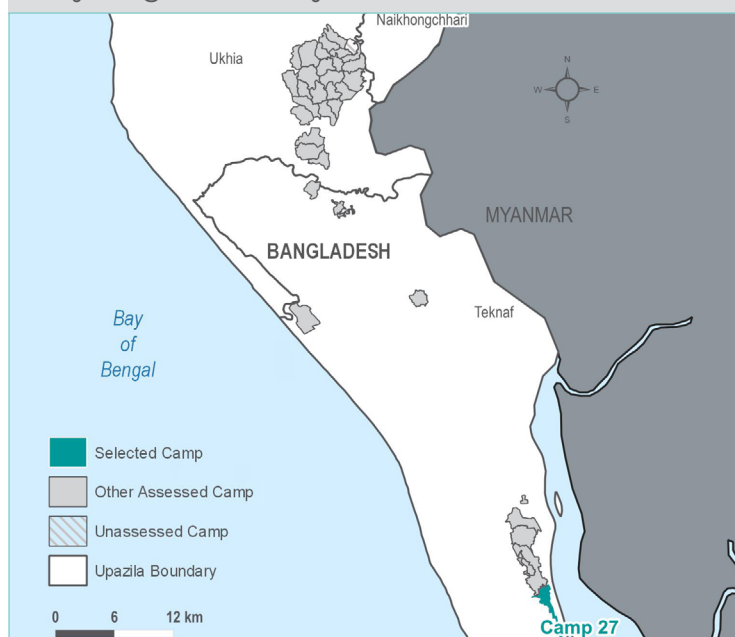 Naikhongchhari
Ukhia
N
W
E
S
MYANMAR
BANGLADESH
Teknaf
Bay
of
Bengal
Selected Camp
Other Assessed Camp
Unassessed Camp
Upazila Boundary
0 6 12 km
Camp 27